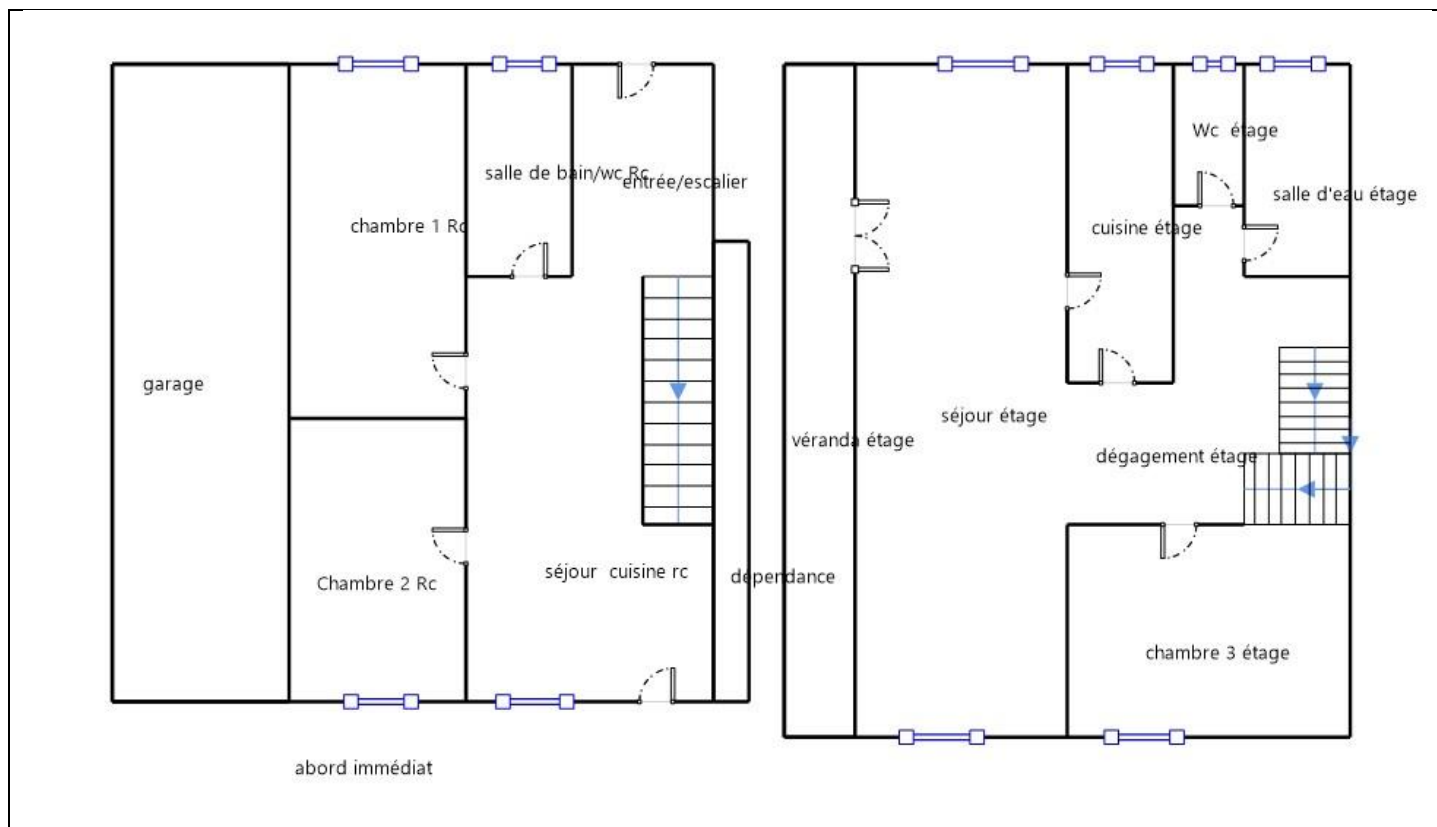 salle de bain/wc Rc
entrée/escalier
chambre 1 Rc
garage
Chambre 2 Rc
séjour  cuisine rc
dépendance
abord immédiat
Wc  étage
salle d'eau étage
cuisine étage
séjour étage
véranda étage
dégagement étage
chambre 3 étage